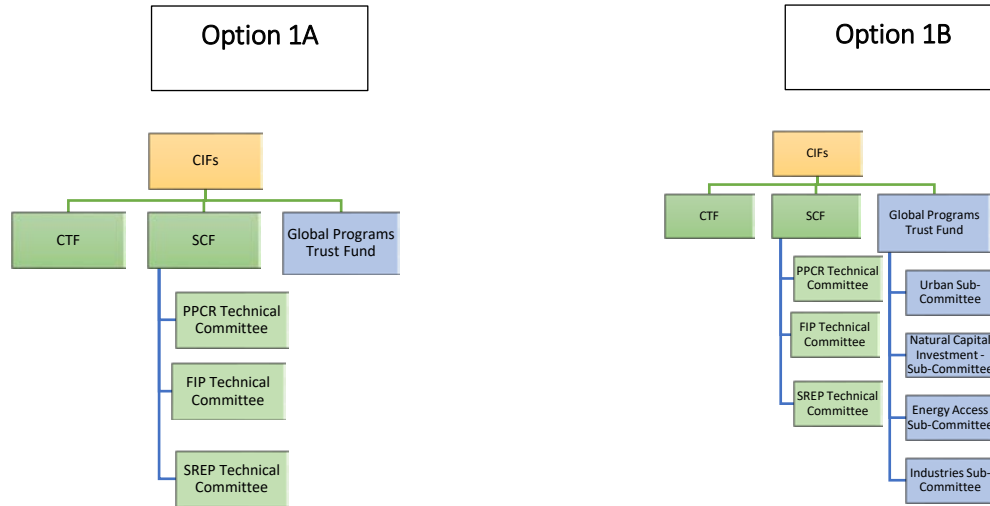 Option 1A
CIFs
CTF
SCF
Global Programs
Trust Fund
PPCR Technical
Committee
FIP Technical
Committee
SREP Technical
Committee
Option 1B
CIFs
CTF
SCF
Global Programs
Trust Fund
PPCR Technical
Committee
FIP Technical
Committee
SREP Technical
Committee
Urban Sub-
Committee
Natural Capital
Investment -
Sub-Committee
Energy Access
Sub-Committee
Industries Sub-
Committee